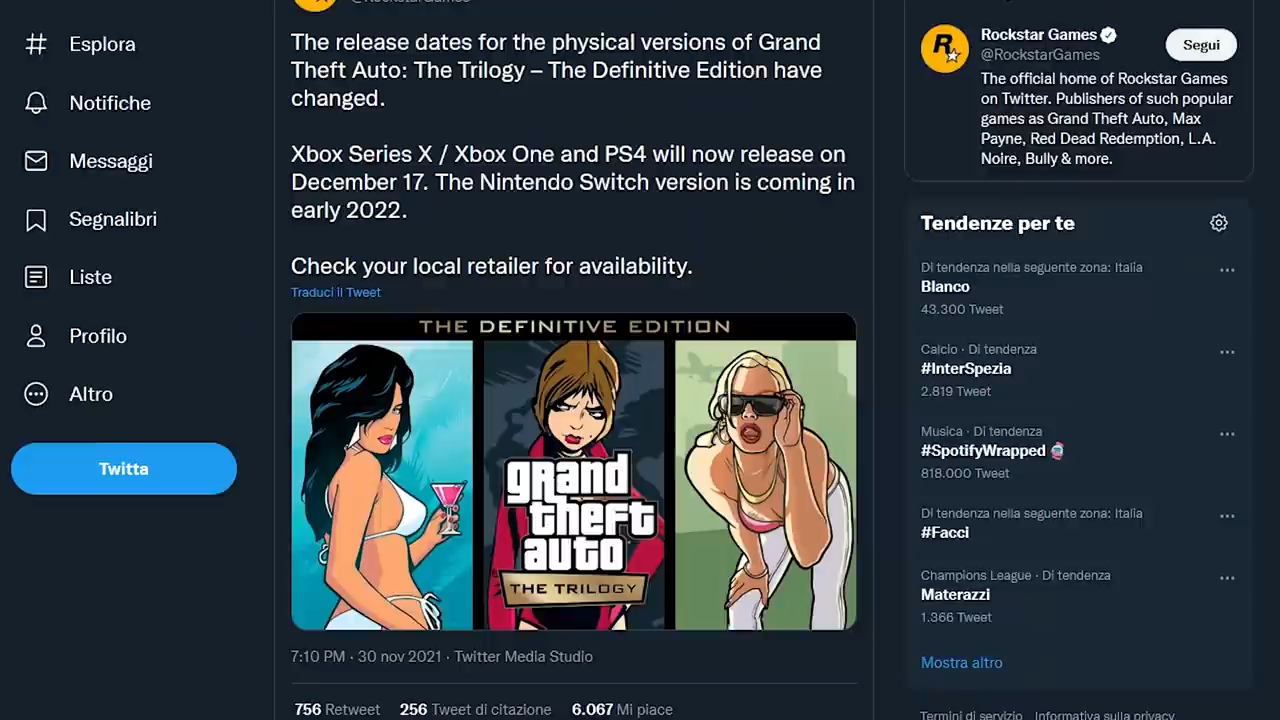 Esplora
Notifiche
Messaggi
Segnalibri
Liste
Profilo
Altro
Twitta
@RockstarGames
The release dates for the physical versions of Grand
Theft Auto: The Trilogy – The Definitive Edition have
changed.
Xbox Series X / Xbox One and PS4 will now release on
December 17. The Nintendo Switch version is coming in
early 2022.
Check your local retailer for availability.
Traduci il Tweet
THE DEFINITIVE EDITION
grand
theft
auto
THE TRILOGY
7:10 PM · 30 nov 2021 · Twitter Media Studio
756 Retweet 256 Tweet di citazione 6.067 Mi piace
R
Rockstar Games
@RockstarGames
Segui
The official home of Rockstar Games
on Twitter. Publishers of such popular
games as Grand Theft Auto, Max
Payne, Red Dead Redemption, L.A.
Noire, Bully & more.
Tendenze per te
Di tendenza nella seguente zona: Italia
Blanco
43.300 Tweet
Calcio · Di tendenza
#InterSpezia
2.819 Tweet
Musica · Di tendenza
#SpotifyWrapped
818.000 Tweet
Di tendenza nella seguente zona: Italia
#Facci
Champions League · Di tendenza
Materazzi
1.366 Tweet
Mostra altro
Termini di servizio Informativa sulla privacy